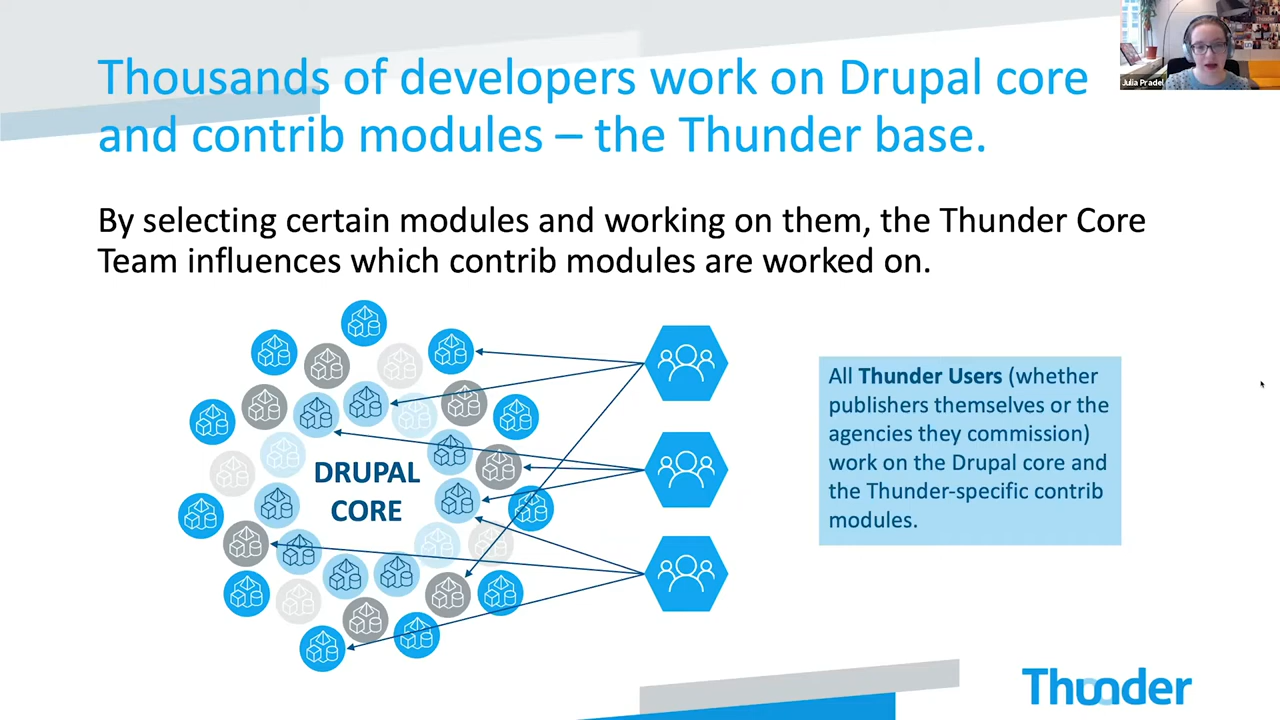 Thousands of developers work on Drupal core
and contrib modules – the Thunder base.
Julia Pradel
By selecting certain modules and working on them, the Thunder Core
Team influences which contrib modules are worked on.
DRUPAL
CORE
All Thunder Users (whether
publishers themselves or the
agencies they commission)
work on the Drupal core and
the Thunder-specific contrib
modules.
Thunder